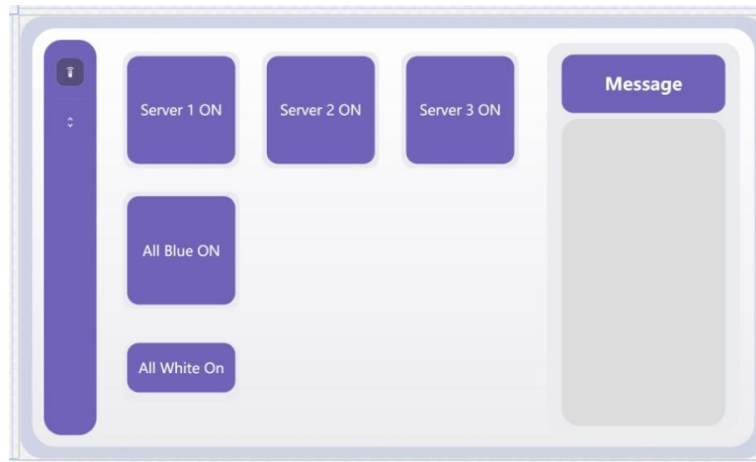 Server 1 ON
Server 2 ON
Server 3 ON
Message
All Blue ON
All White On